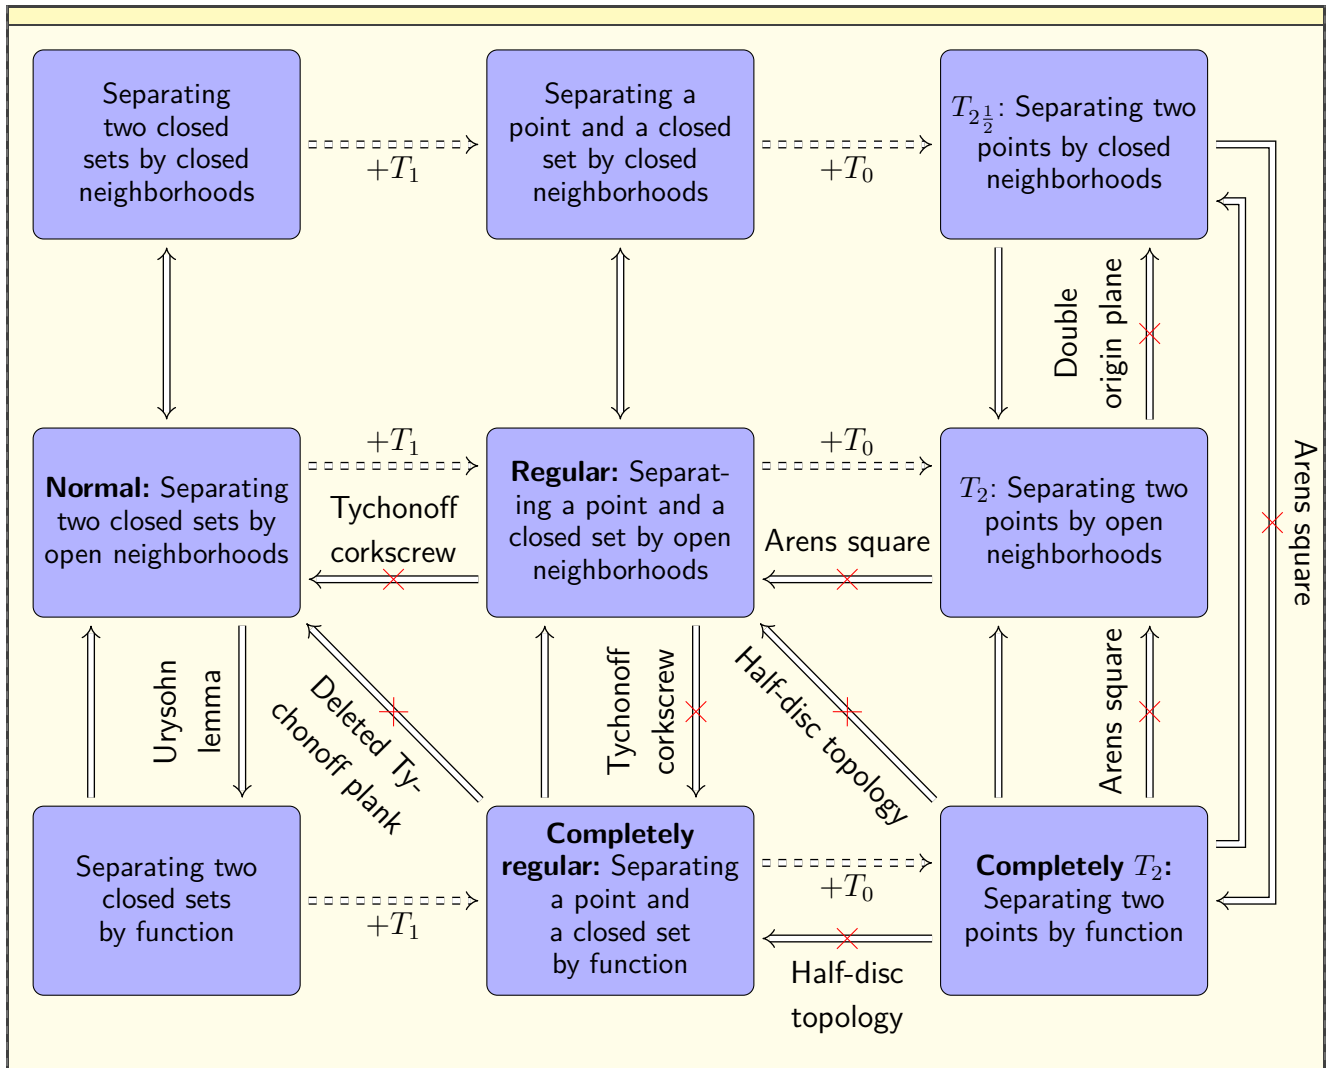 Separating
two closed
sets by closed
neighborhoods
+T₁
Separating a
point and a closed
set by closed
neighborhoods
+T₀
T₂½: Separating two
points by closed
neighborhoods
Double
origin plane
Arens square
Normal: Separating
two closed sets by
open neighborhoods
+T₁
Tychonoff
corkscrew
Regular: Separat-
ing a point and a
closed set by open
neighborhoods
+T₀
Arens square
T₂: Separating two
points by open
neighborhoods
Urysohn
lemma
Deleted Ty-
chonoff plank
Tychonoff
corkscrew
Half-disc topology
Arens square
Separating two
closed sets
by function
+T₁
Completely
regular: Separating
a point and
a closed set
by function
+T₀
Half-disc
topology
Completely T₂:
Separating two
points by function